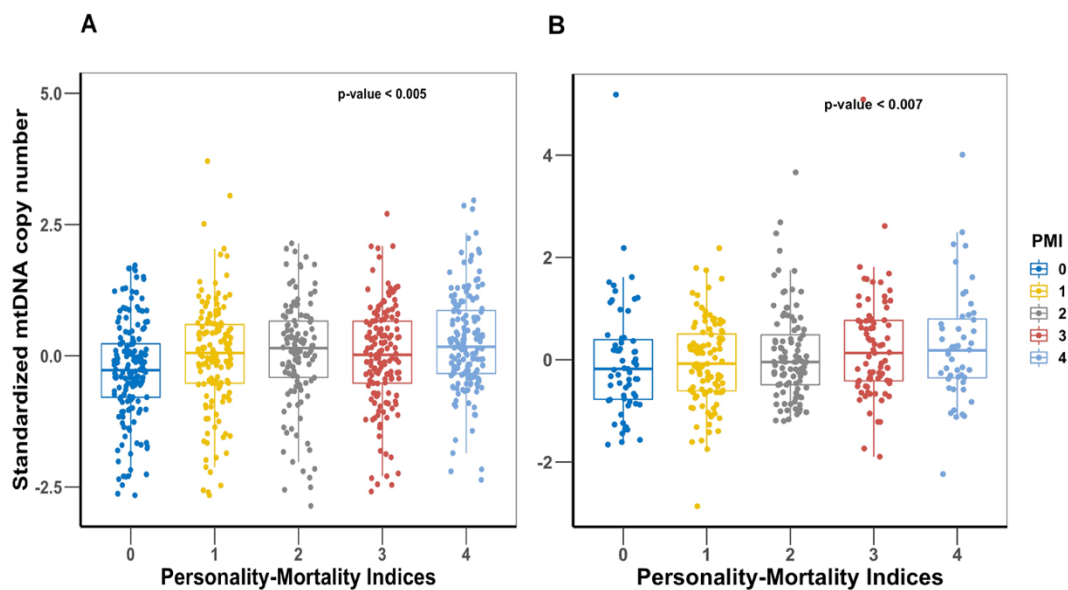 A
B
Standardized mtDNA copy number
5.0
2.5
0.0
-2.5
p-value < 0.005
0 1 2 3 4
Personality-Mortality Indices
4
2
0
-2
p-value < 0.007
0 1 2 3 4
Personality-Mortality Indices
PMI
0
1
2
3
4